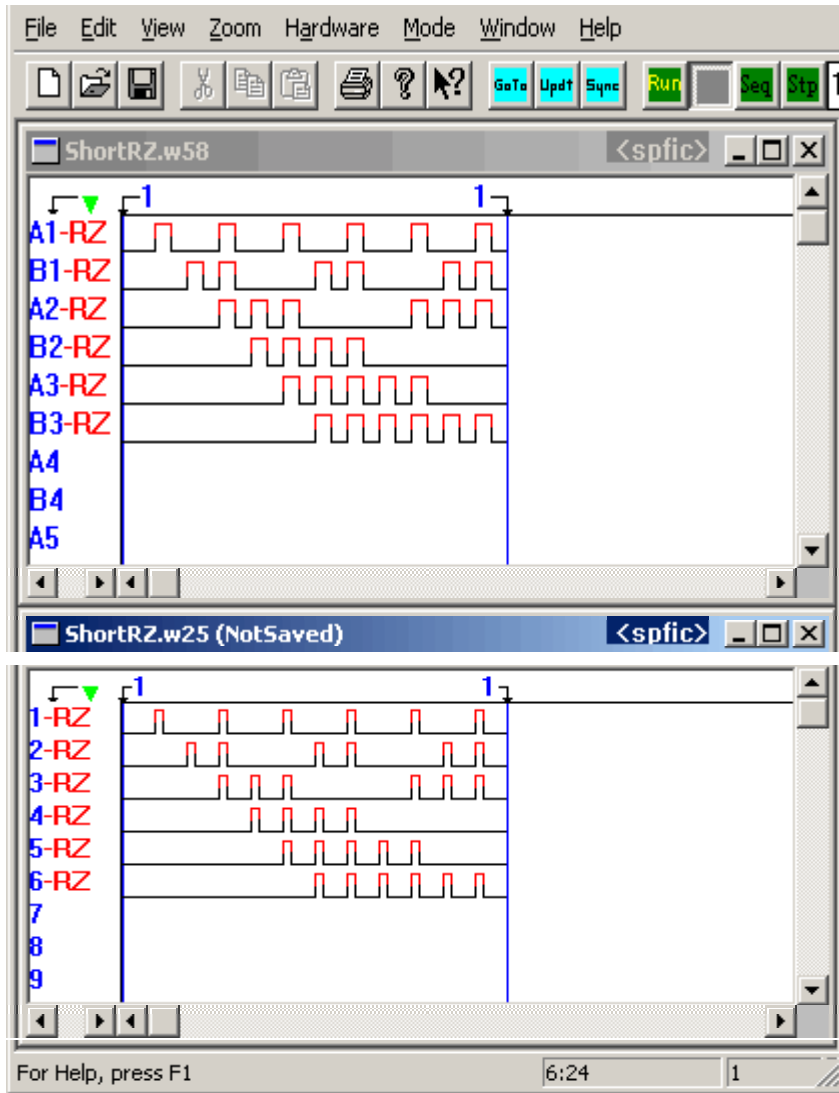 File Edit View Zoom Hardware Mode Window Help
GoTo Updt Sync Run Seq Stp 1
ShortRZ.w58 <spfic>
1 1
A1-RZ
B1-RZ
A2-RZ
B2-RZ
A3-RZ
B3-RZ
A4
B4
A5
ShortRZ.w25 (NotSaved) <spfic>
1 1
1-RZ
2-RZ
3-RZ
4-RZ
5-RZ
6-RZ
7
8
9
For Help, press F1 6:24 1